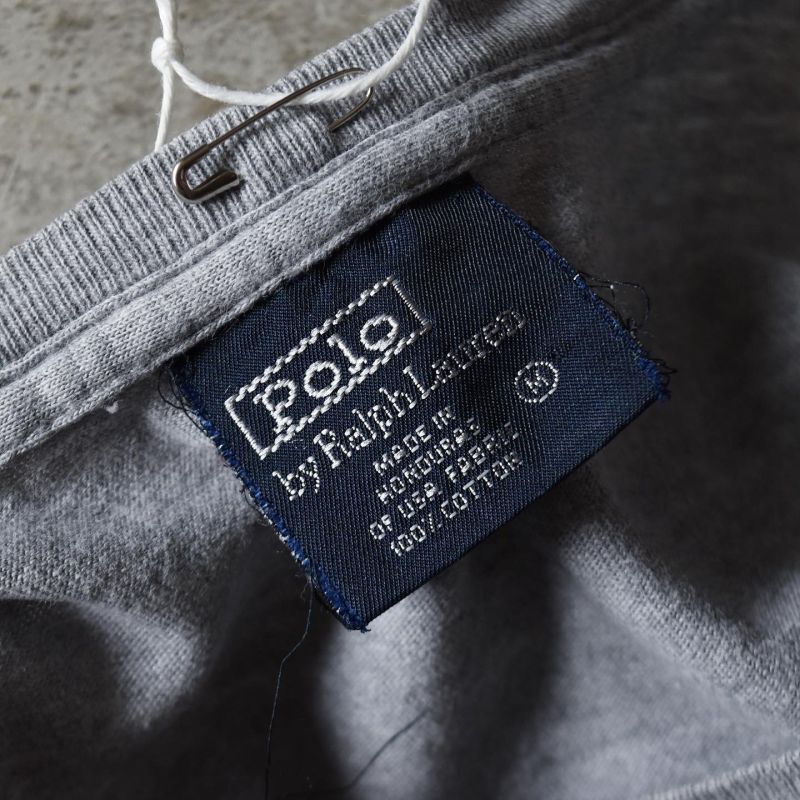 Polo
by Ralph Lauren
M
MADE IN
HONDURAS
OF USA FABRIC
100% COTTON